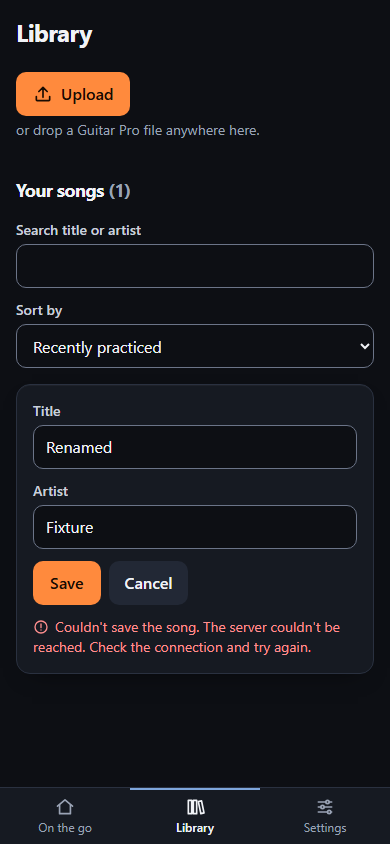 Library
Upload
or drop a Guitar Pro file anywhere here.
Your songs (1)
Search title or artist
Sort by
Recently practiced
Title
Renamed
Artist
Fixture
Save Cancel
Couldn't save the song. The server couldn't be
reached. Check the connection and try again.
On the go Library Settings